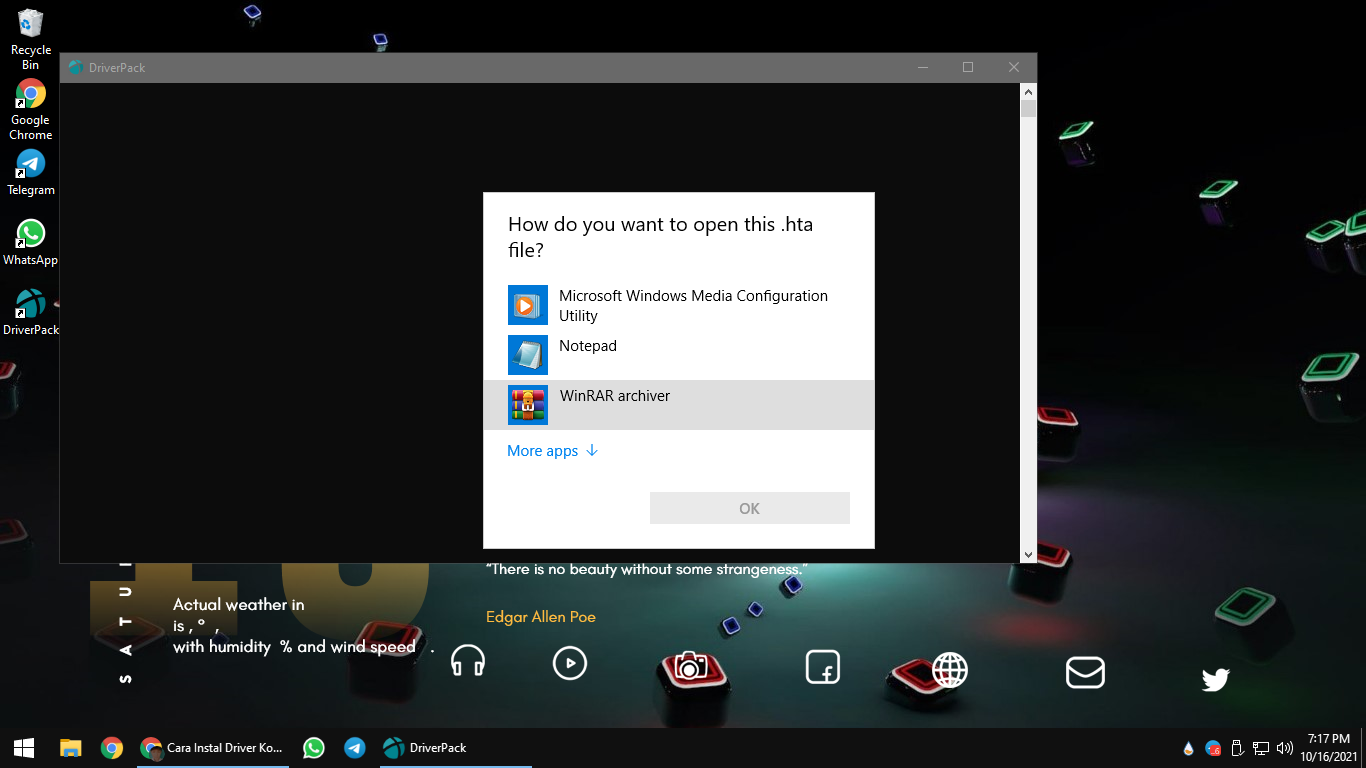 Recycle
Bin
Google
Chrome
Telegram
WhatsApp
DriverPack
DriverPack
How do you want to open this .hta
file?
Microsoft Windows Media Configuration
Utility
Notepad
WinRAR archiver
More apps
OK
"There is no beauty without some strangeness."
Edgar Allen Poe
S A T U
Actual weather in
is , ° ,
with humidity % and wind speed .
Cara Instal Driver Ko...
DriverPack
7:17 PM
10/16/2021